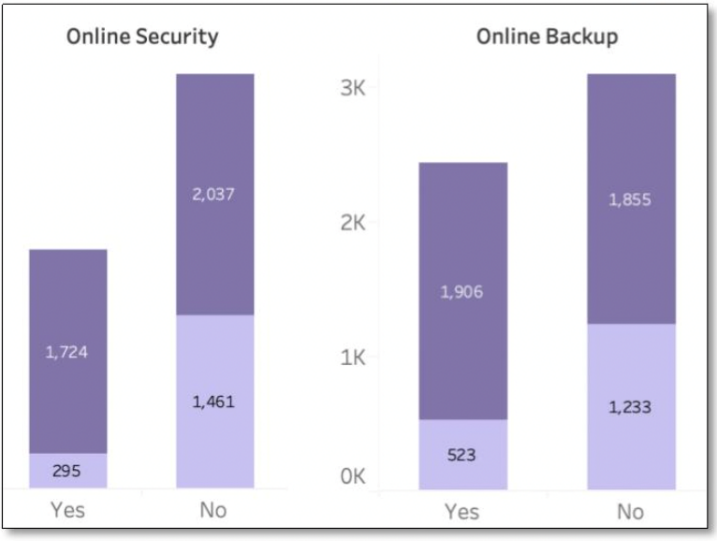 Online Security
2,037
1,724
1,461
295
Yes No
Online Backup
3K
2K
1K
0K
1,855
1,906
1,233
523
Yes No